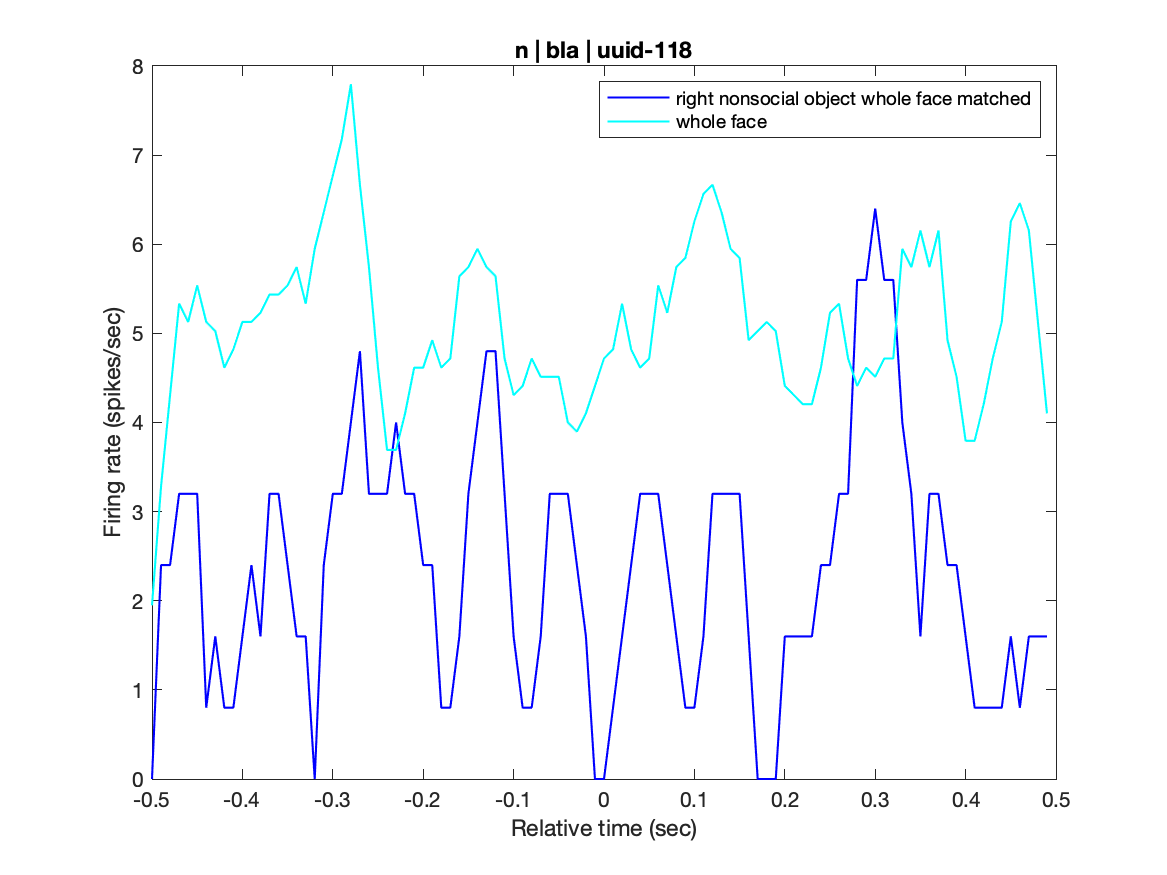 n | bla | uuid-118
right nonsocial object whole face matched
whole face
Firing rate (spikes/sec)
8
7
6
5
4
3
2
1
0
-0.5 -0.4 -0.3 -0.2 -0.1 0 0.1 0.2 0.3 0.4 0.5
Relative time (sec)